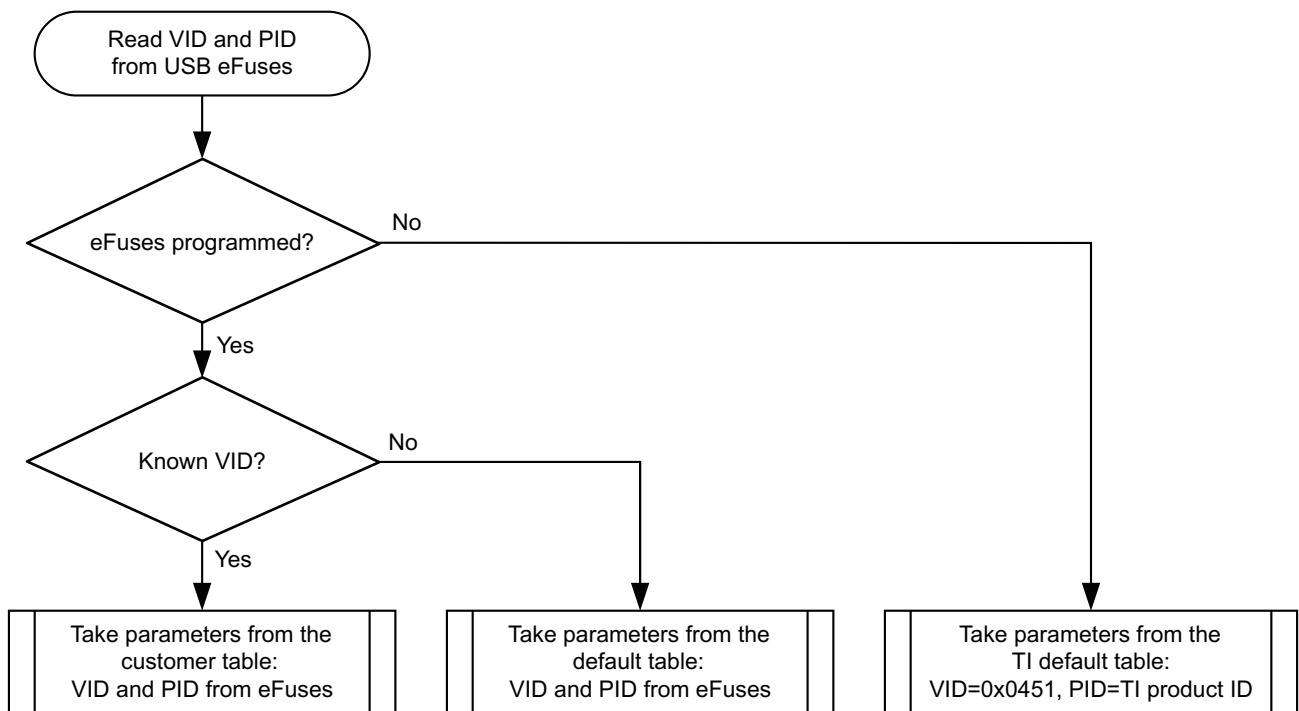 Read VID and PID
from USB eFuses
eFuses programmed?
No
Yes
Known VID?
No
Yes
Take parameters from the
customer table:
VID and PID from eFuses
Take parameters from the
default table:
VID and PID from eFuses
Take parameters from the
TI default table:
VID=0x0451, PID=TI product ID